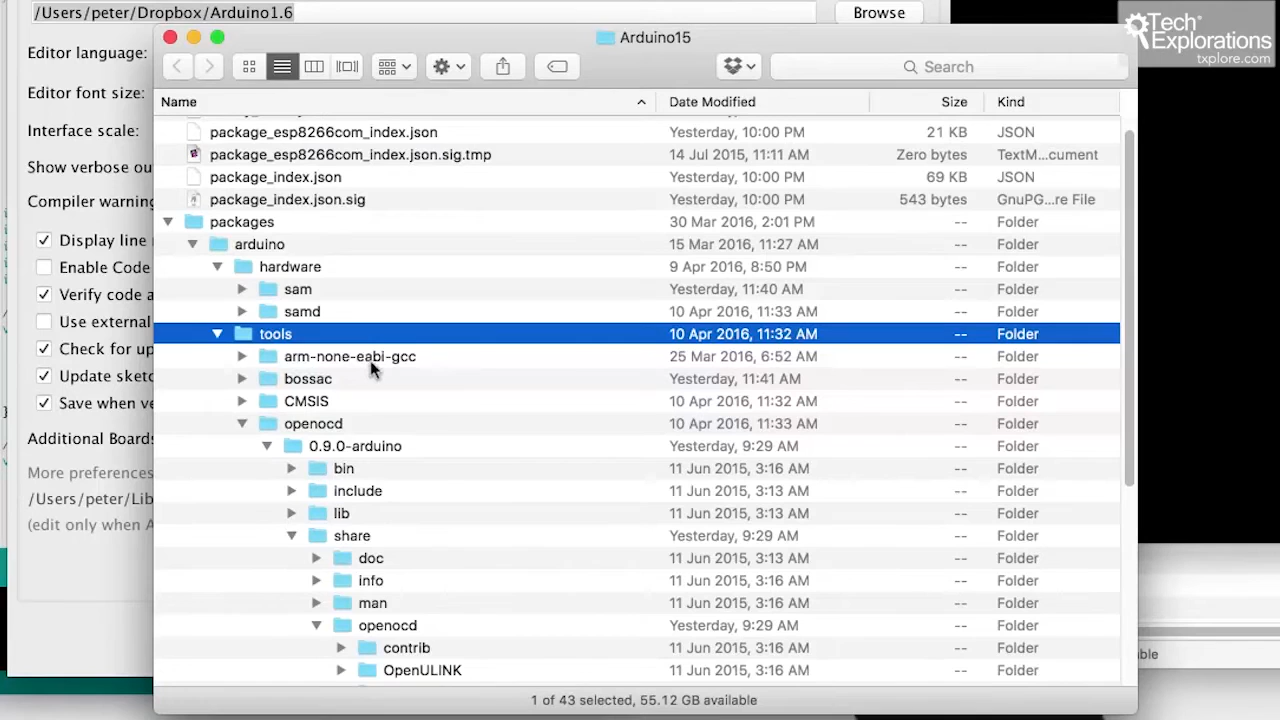 /Users/peter/Dropbox/Arduino1.6
Browse
Tech
Explorations
txplore.com
Arduino15
Editor language:
Search
Editor font size:
Name Date Modified Size Kind
Interface scale:
package_esp8266com_index.json Yesterday, 10:00 PM 21 KB JSON
package_esp8266com_index.json.sig.tmp 14 Jul 2015, 11:11 AM Zero bytes TextM...cument
Show verbose ou
package_index.json Yesterday, 10:00 PM 69 KB JSON
Compiler warning
package_index.json.sig Yesterday, 10:00 PM 543 bytes GnuPG...re File
packages 30 Mar 2016, 2:01 PM -- Folder
Display line
arduino 15 Mar 2016, 11:27 AM -- Folder
Enable Code
hardware 9 Apr 2016, 8:50 PM -- Folder
Verify code a
sam Yesterday, 11:40 AM -- Folder
samd 10 Apr 2016, 11:33 AM -- Folder
Use external
tools 10 Apr 2016, 11:32 AM -- Folder
Check for up
arm-none-eabi-gcc 25 Mar 2016, 6:52 AM -- Folder
Update sketc
bossac Yesterday, 11:41 AM -- Folder
Save when ve
CMSIS 10 Apr 2016, 11:32 AM -- Folder
openocd 10 Apr 2016, 11:33 AM -- Folder
Additional Boards
0.9.0-arduino Yesterday, 9:29 AM -- Folder
More preferences
bin 11 Jun 2015, 3:16 AM -- Folder
/Users/peter/Lib
include 11 Jun 2015, 3:13 AM -- Folder
lib 11 Jun 2015, 3:13 AM -- Folder
(edit only when A
share Yesterday, 9:29 AM -- Folder
doc 11 Jun 2015, 3:13 AM -- Folder
info 11 Jun 2015, 3:16 AM -- Folder
man 11 Jun 2015, 3:16 AM -- Folder
openocd Yesterday, 9:29 AM -- Folder
contrib 11 Jun 2015, 3:16 AM -- Folder
OpenULINK 11 Jun 2015, 3:16 AM -- Folder
1 of 43 selected, 55.12 GB available